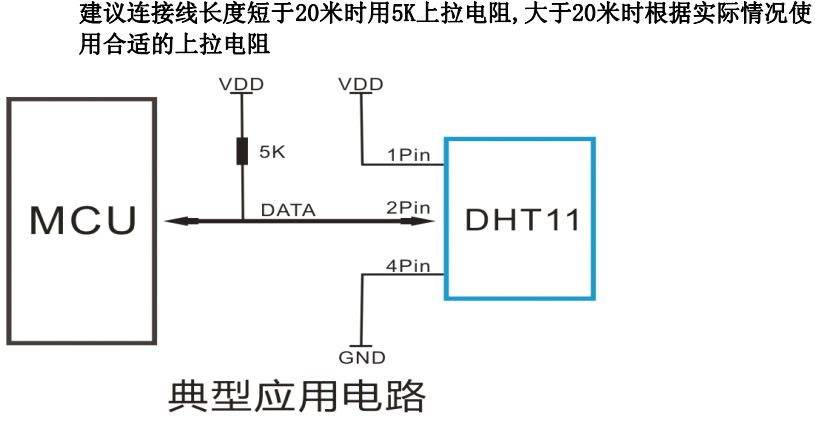 建议连接线长度短于20米时用5K上拉电阻,大于20米时根据实际情况使
用合适的上拉电阻
VDD
VDD
5K
1Pin
MCU
DATA
2Pin
DHT11
4Pin
GND
典型应用电路